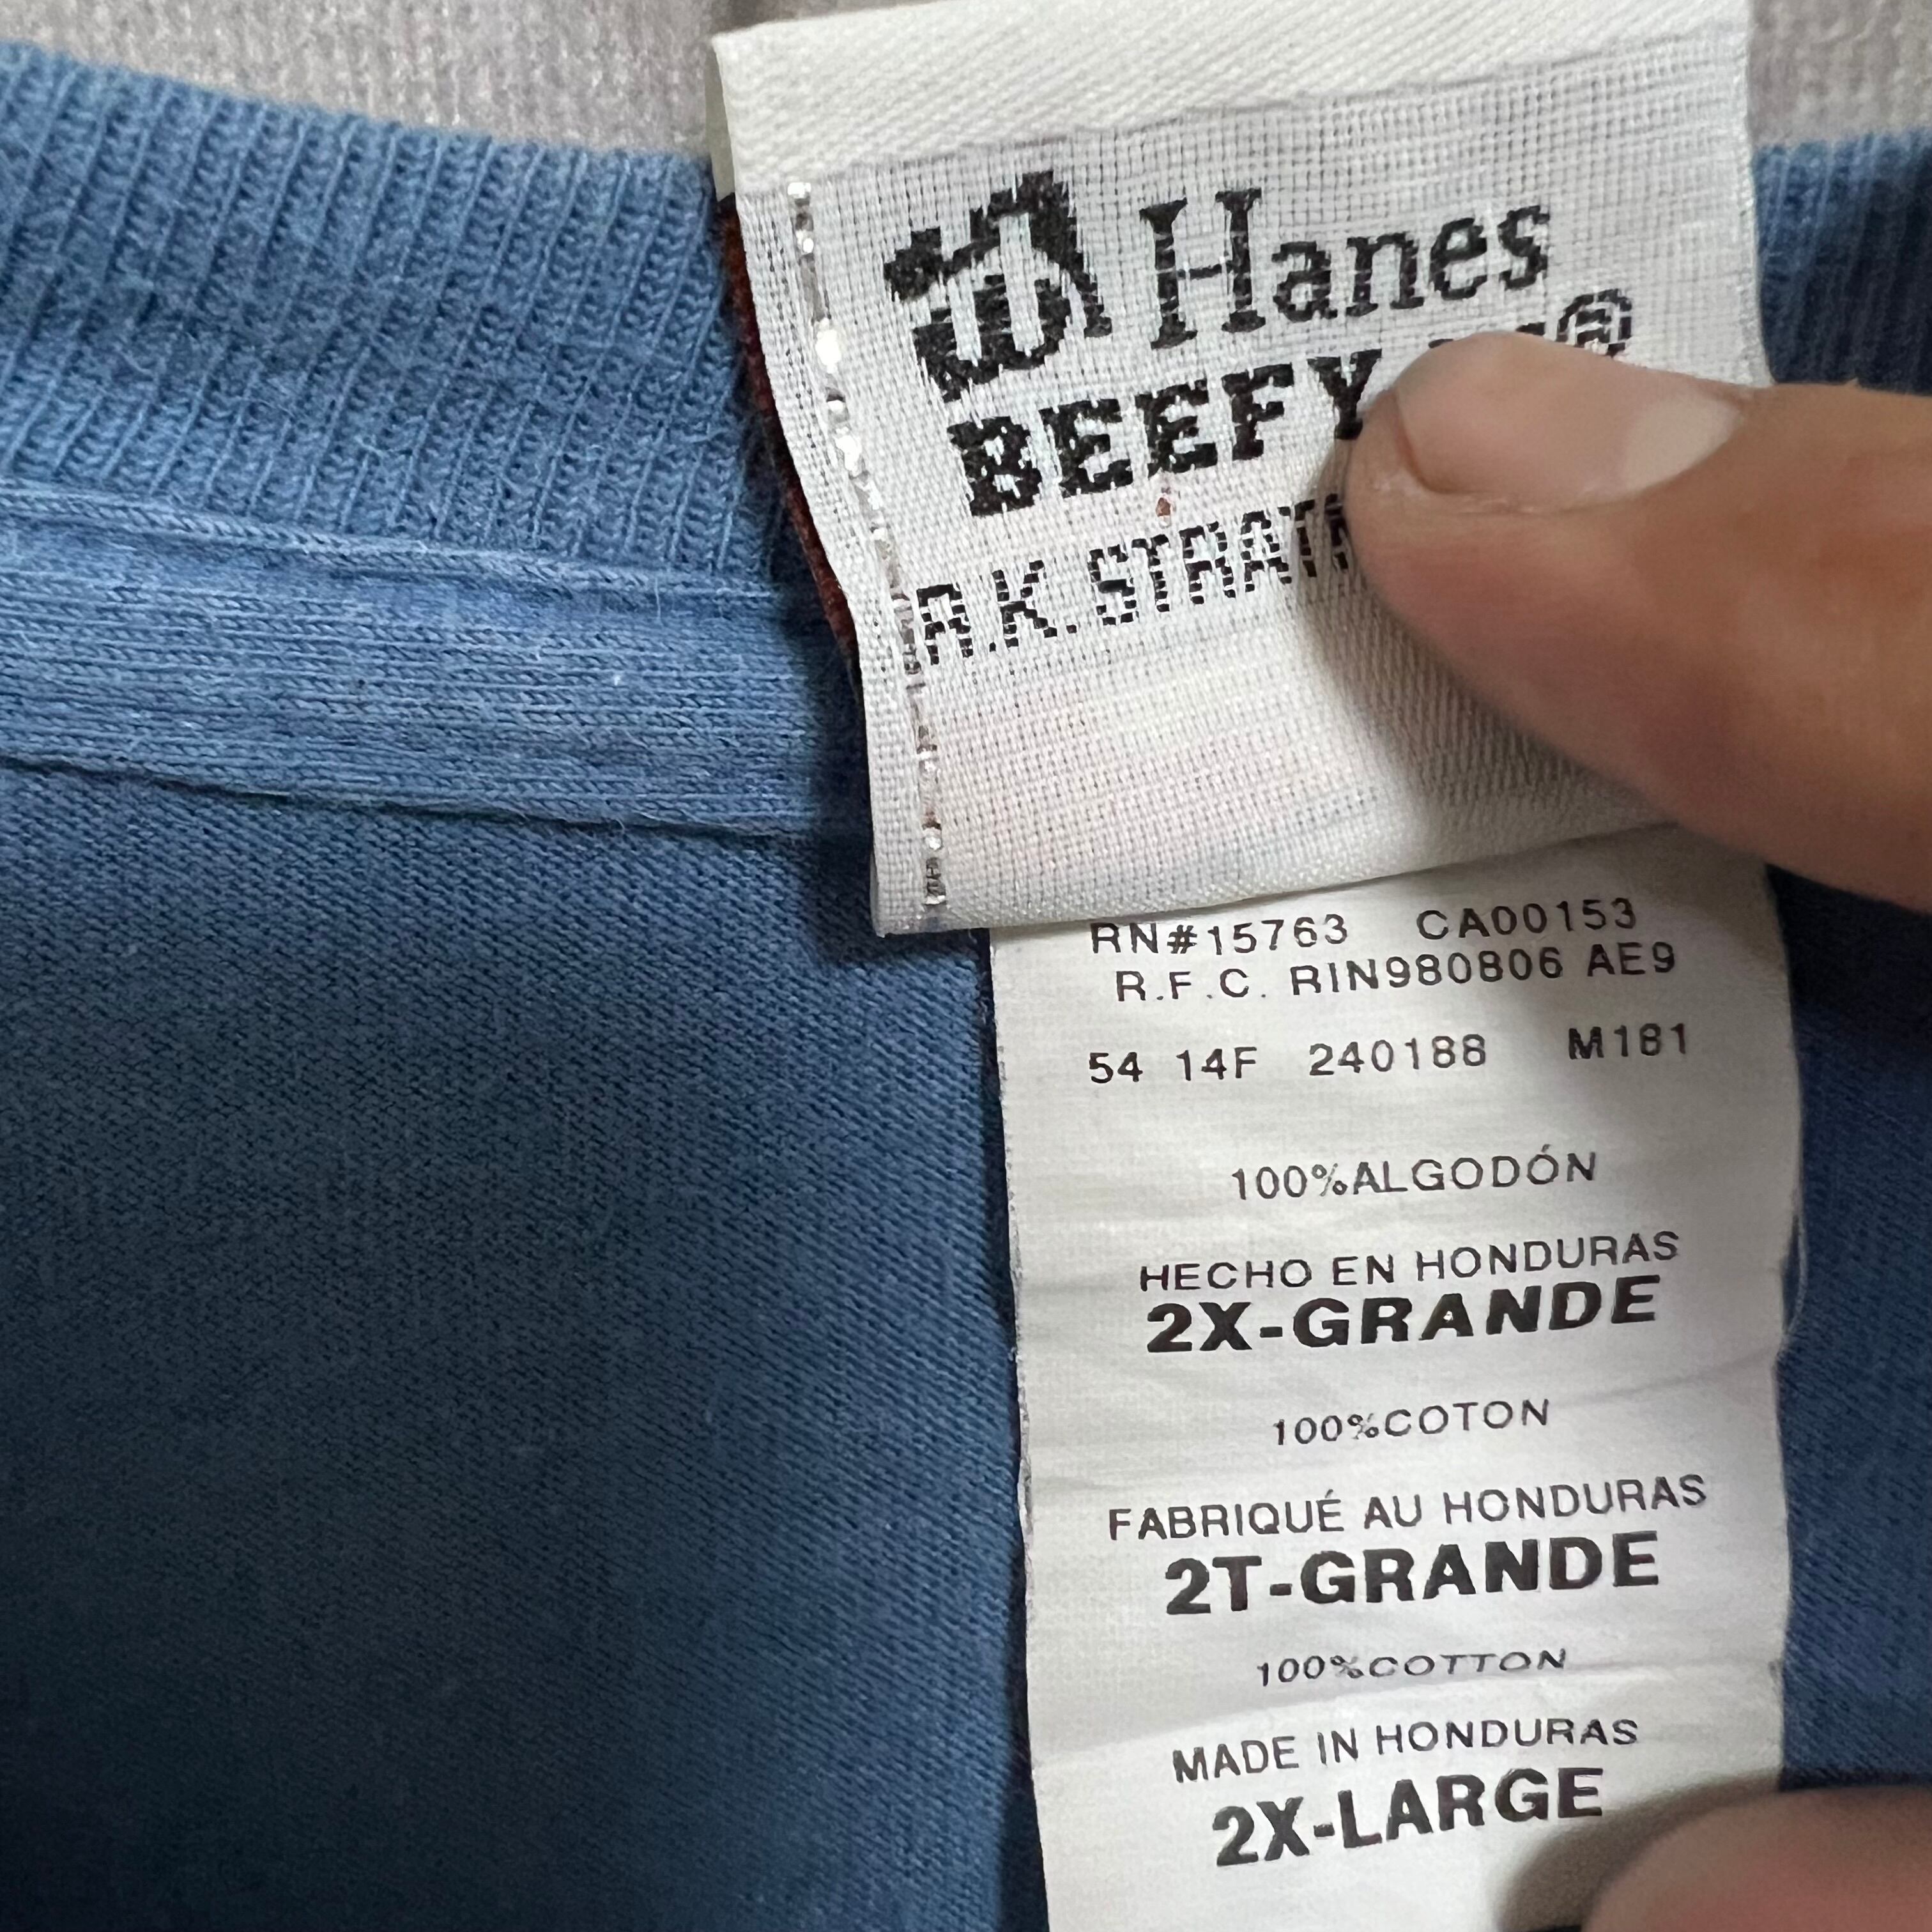 Hanes
BEEFY ®
A.K. STRAT
RN#15763 CA00153
R.F.C. RIN980806 AE9
54 14F 240188 M181
100%ALGODÓN
HECHO EN HONDURAS
2X-GRANDE
100%COTON
FABRIQUÉ AU HONDURAS
2T-GRANDE
100%COTTON
MADE IN HONDURAS
2X-LARGE